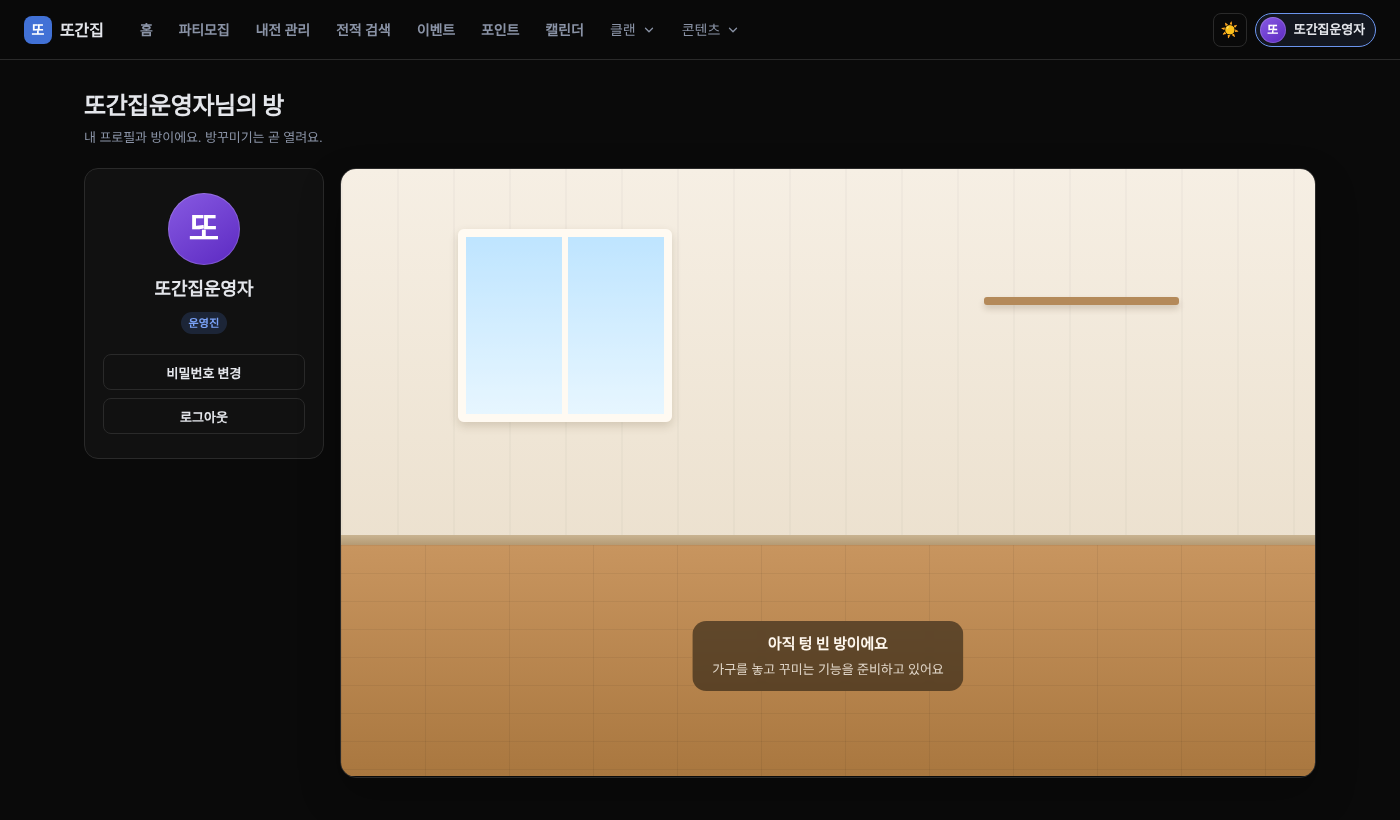 또 또간집 홈 파티모집 내전 관리 전적 검색 이벤트 포인트 캘린더 클랜 콘텐츠 또 또간집운영자
또간집운영자님의 방
내 프로필과 방이에요. 방꾸미기는 곧 열려요.
또
또간집운영자
운영진
비밀번호 변경
로그아웃
아직 텅 빈 방이에요
가구를 놓고 꾸미는 기능을 준비하고 있어요